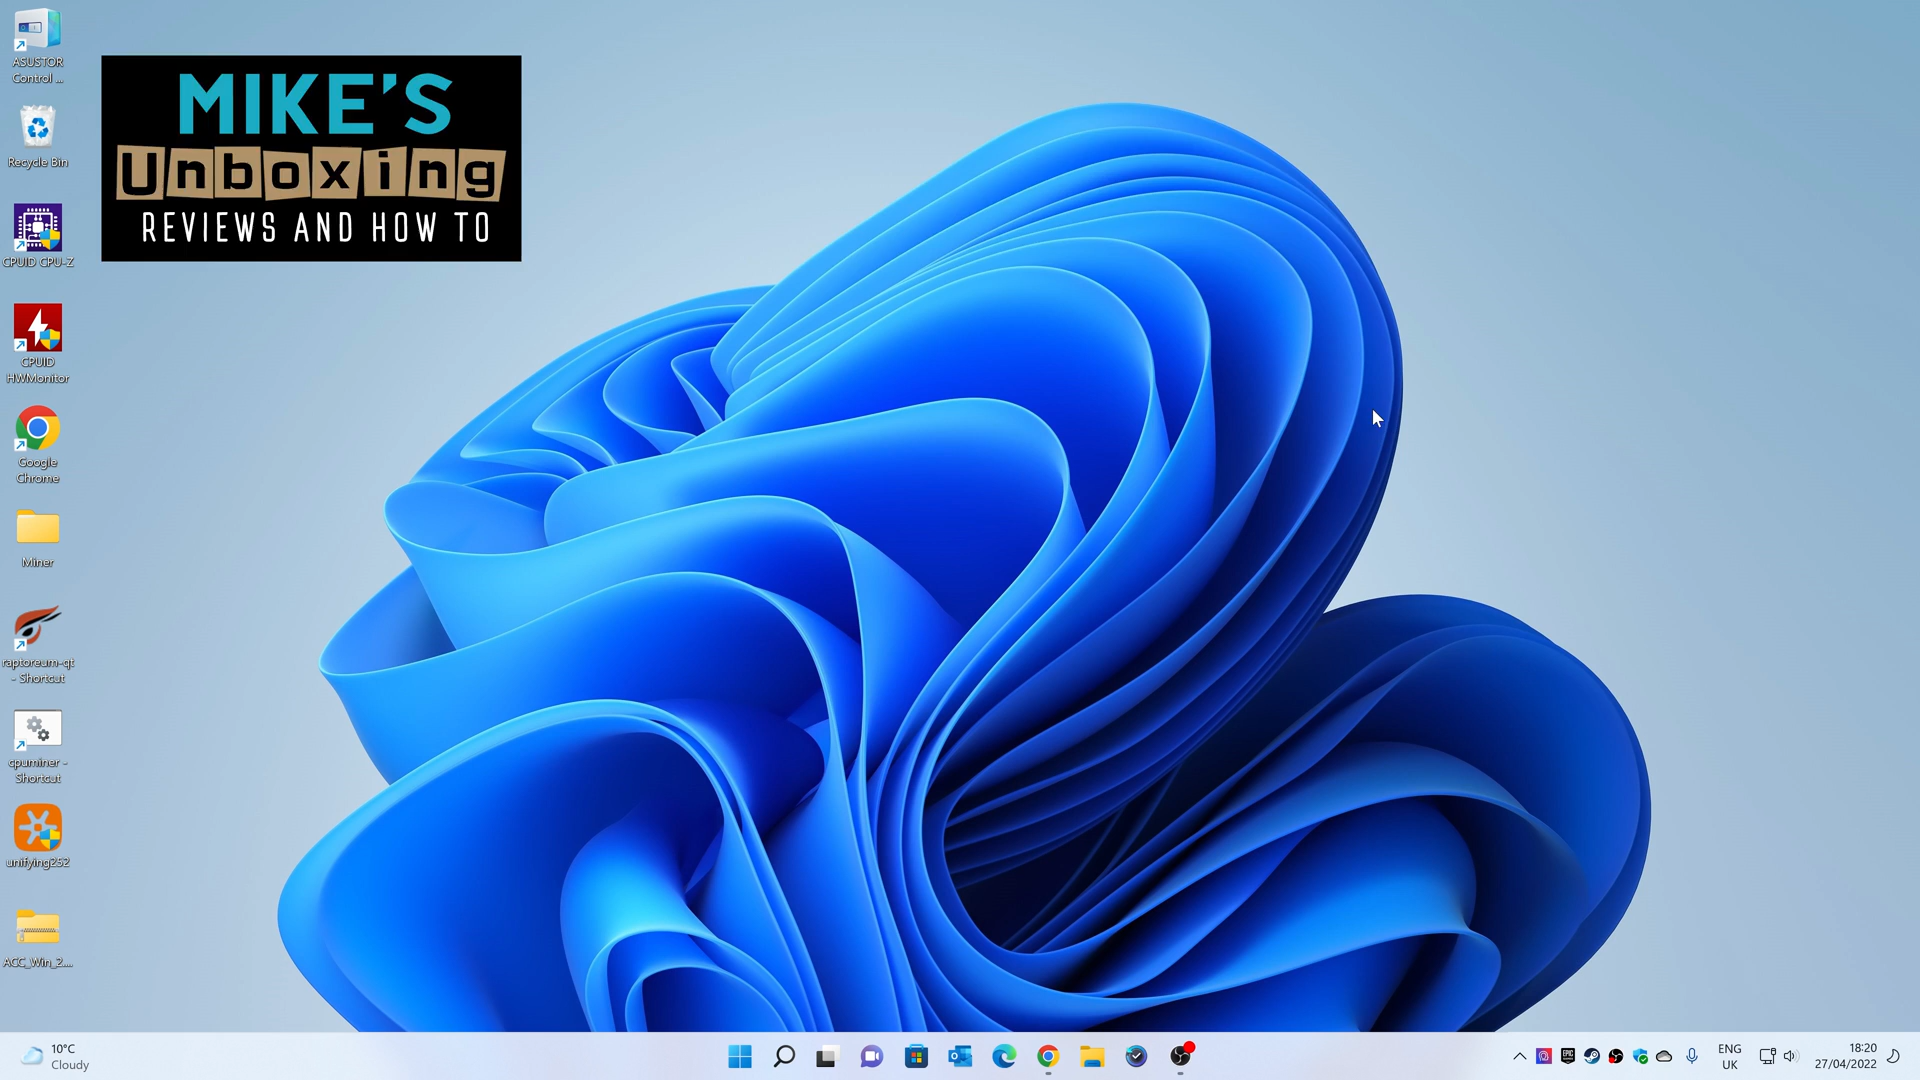 ASUSTOR
Control ...
MIKE'S
Unboxing
REVIEWS AND HOW TO
Recycle Bin
CPUID CPU-Z
CPUID
HWMonitor
Google
Chrome
Miner
raptoreum-qt
- Shortcut
cpuminer -
Shortcut
unifying252
ACC_Win_2....
10°C
Cloudy
EPIC
ENG
UK
18:20
27/04/2022